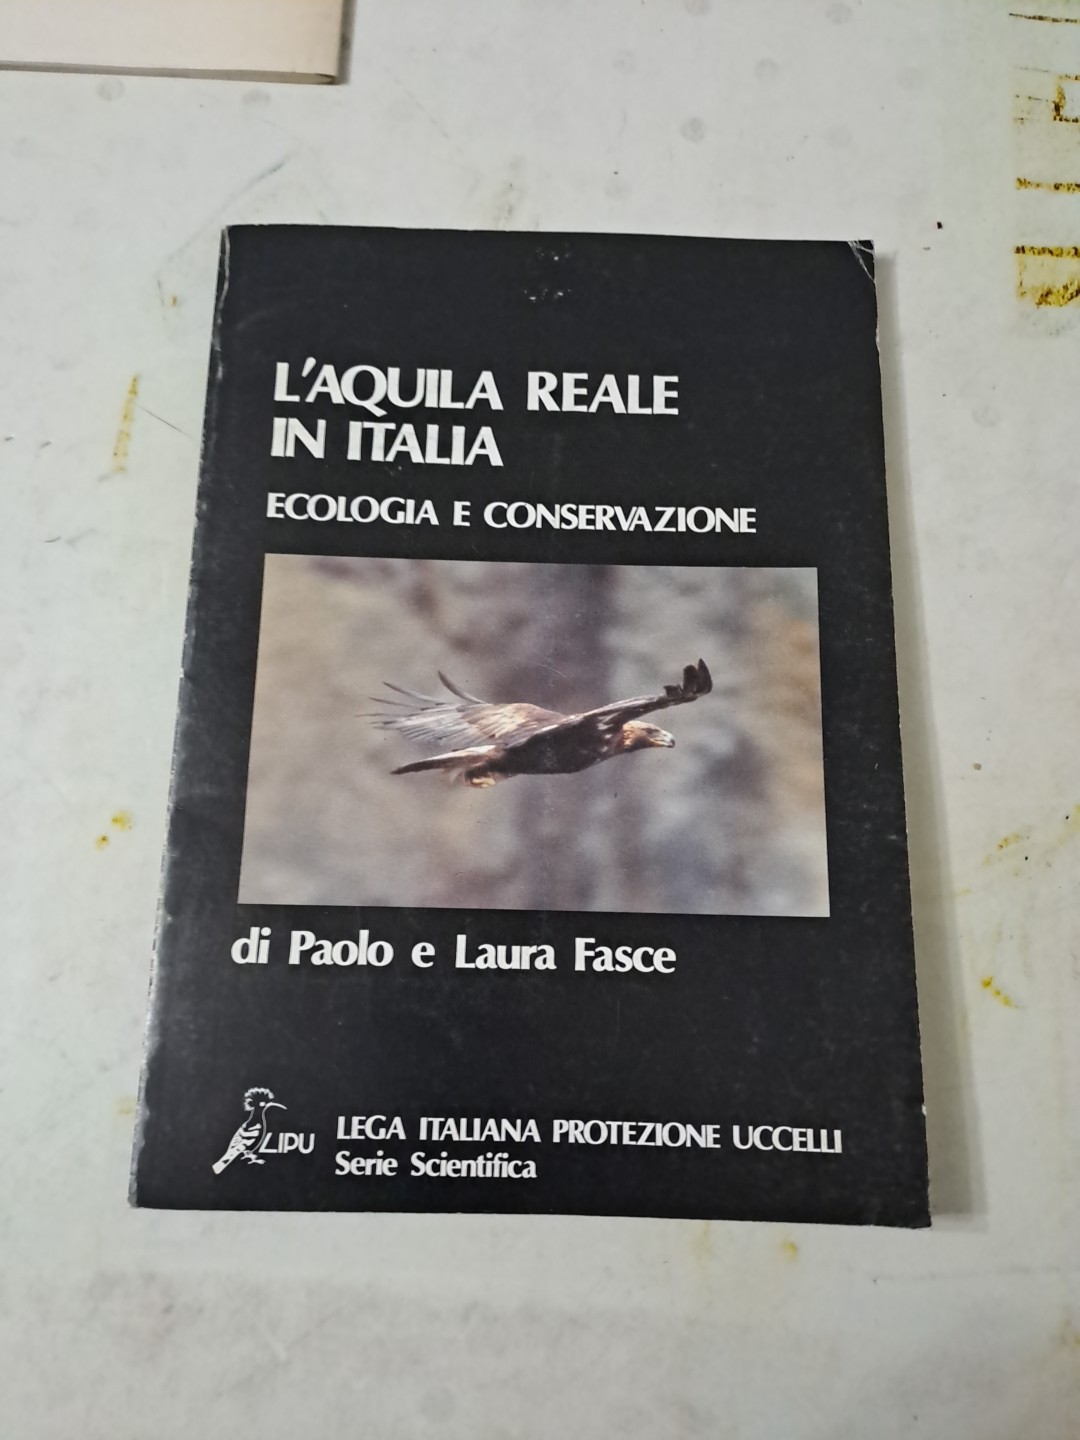 L'AQUILA REALE
IN ITALIA
ECOLOGIA E CONSERVAZIONE
di Paolo e Laura Fasce
LIPU
LEGA ITALIANA PROTEZIONE UCCELLI
Serie Scientifica